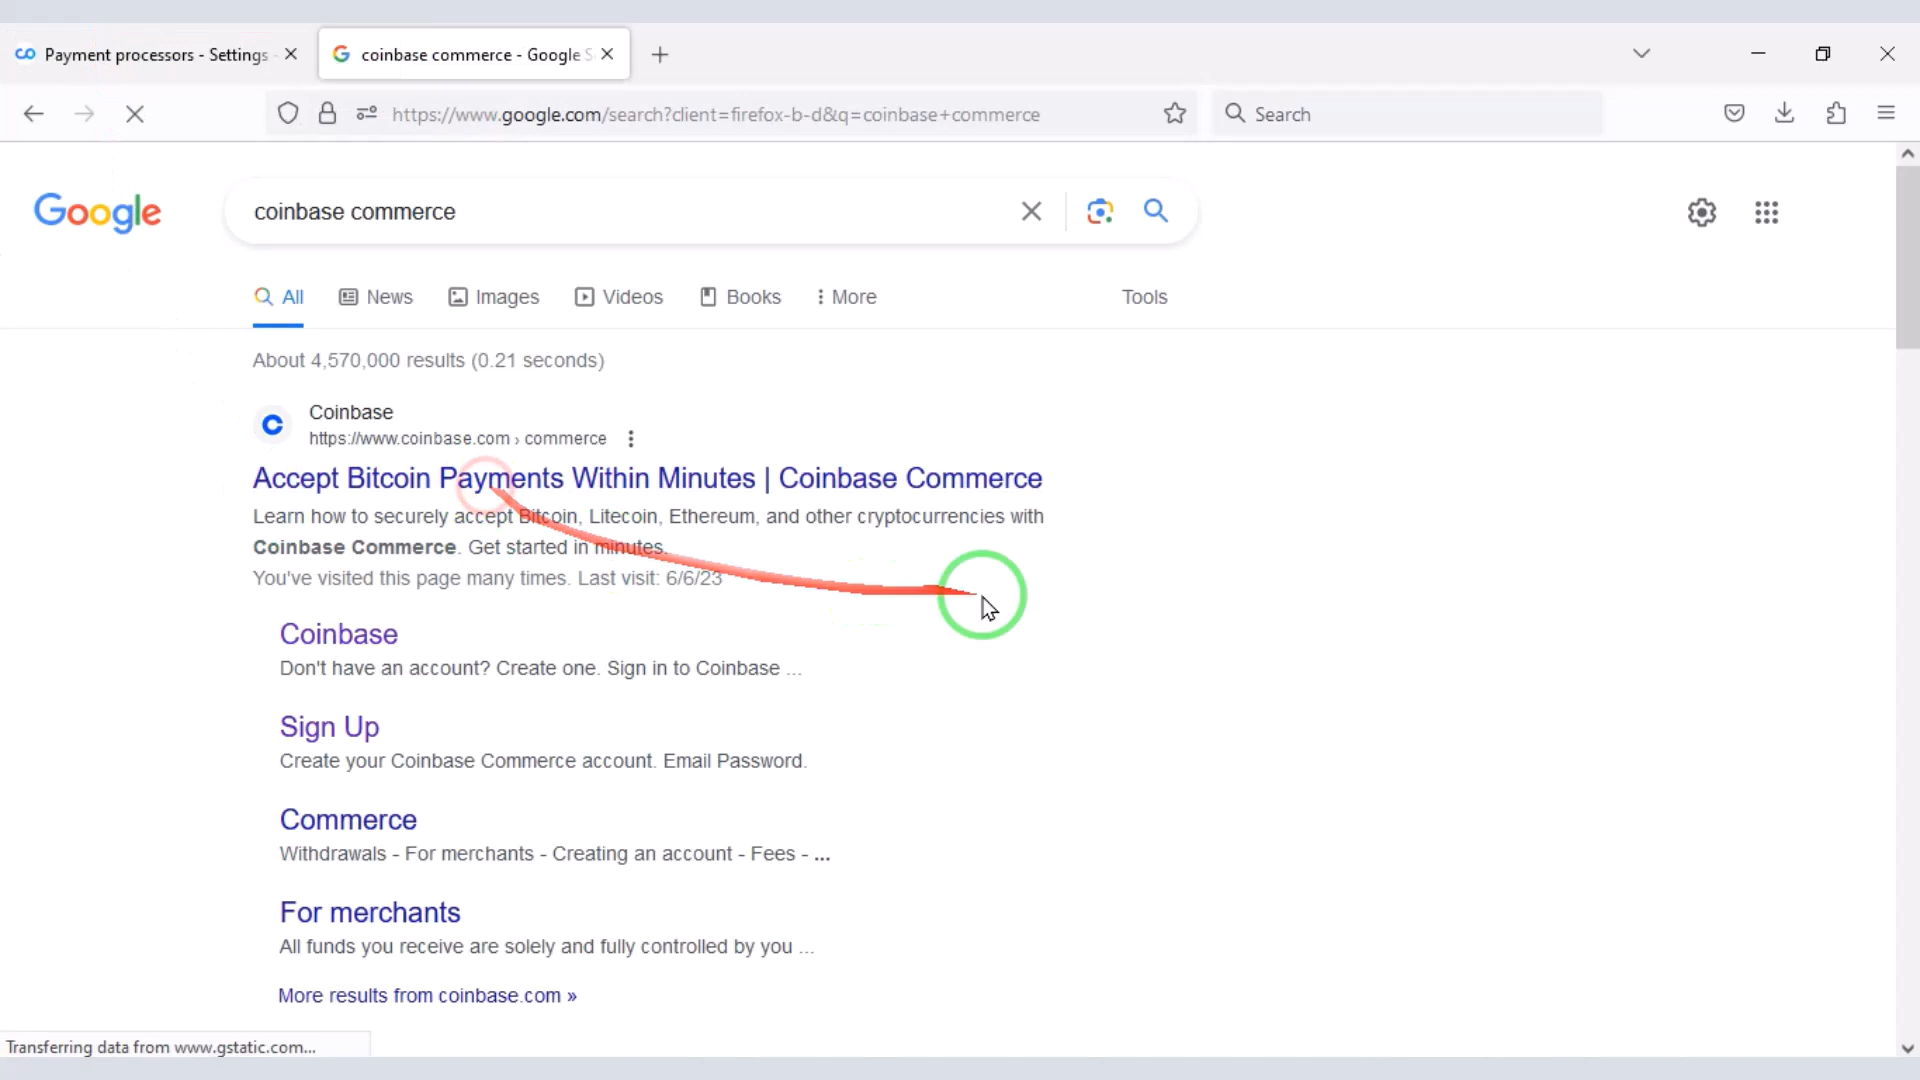 Payment processors - Settings
coinbase commerce - Google S
https://www.google.com/search?client=firefox-b-d&q=coinbase+commerce
Search
Google
coinbase commerce
All
News
Images
Videos
Books
More
Tools
About 4,570,000 results (0.21 seconds)
Coinbase
https://www.coinbase.com › commerce
Accept Bitcoin Payments Within Minutes | Coinbase Commerce
Learn how to securely accept Bitcoin, Litecoin, Ethereum, and other cryptocurrencies with
Coinbase Commerce. Get started in minutes.
You've visited this page many times. Last visit: 6/6/23
Coinbase
Don't have an account? Create one. Sign in to Coinbase ...
Sign Up
Create your Coinbase Commerce account. Email Password.
Commerce
Withdrawals - For merchants - Creating an account - Fees - ...
For merchants
All funds you receive are solely and fully controlled by you ...
More results from coinbase.com »
Transferring data from www.gstatic.com...